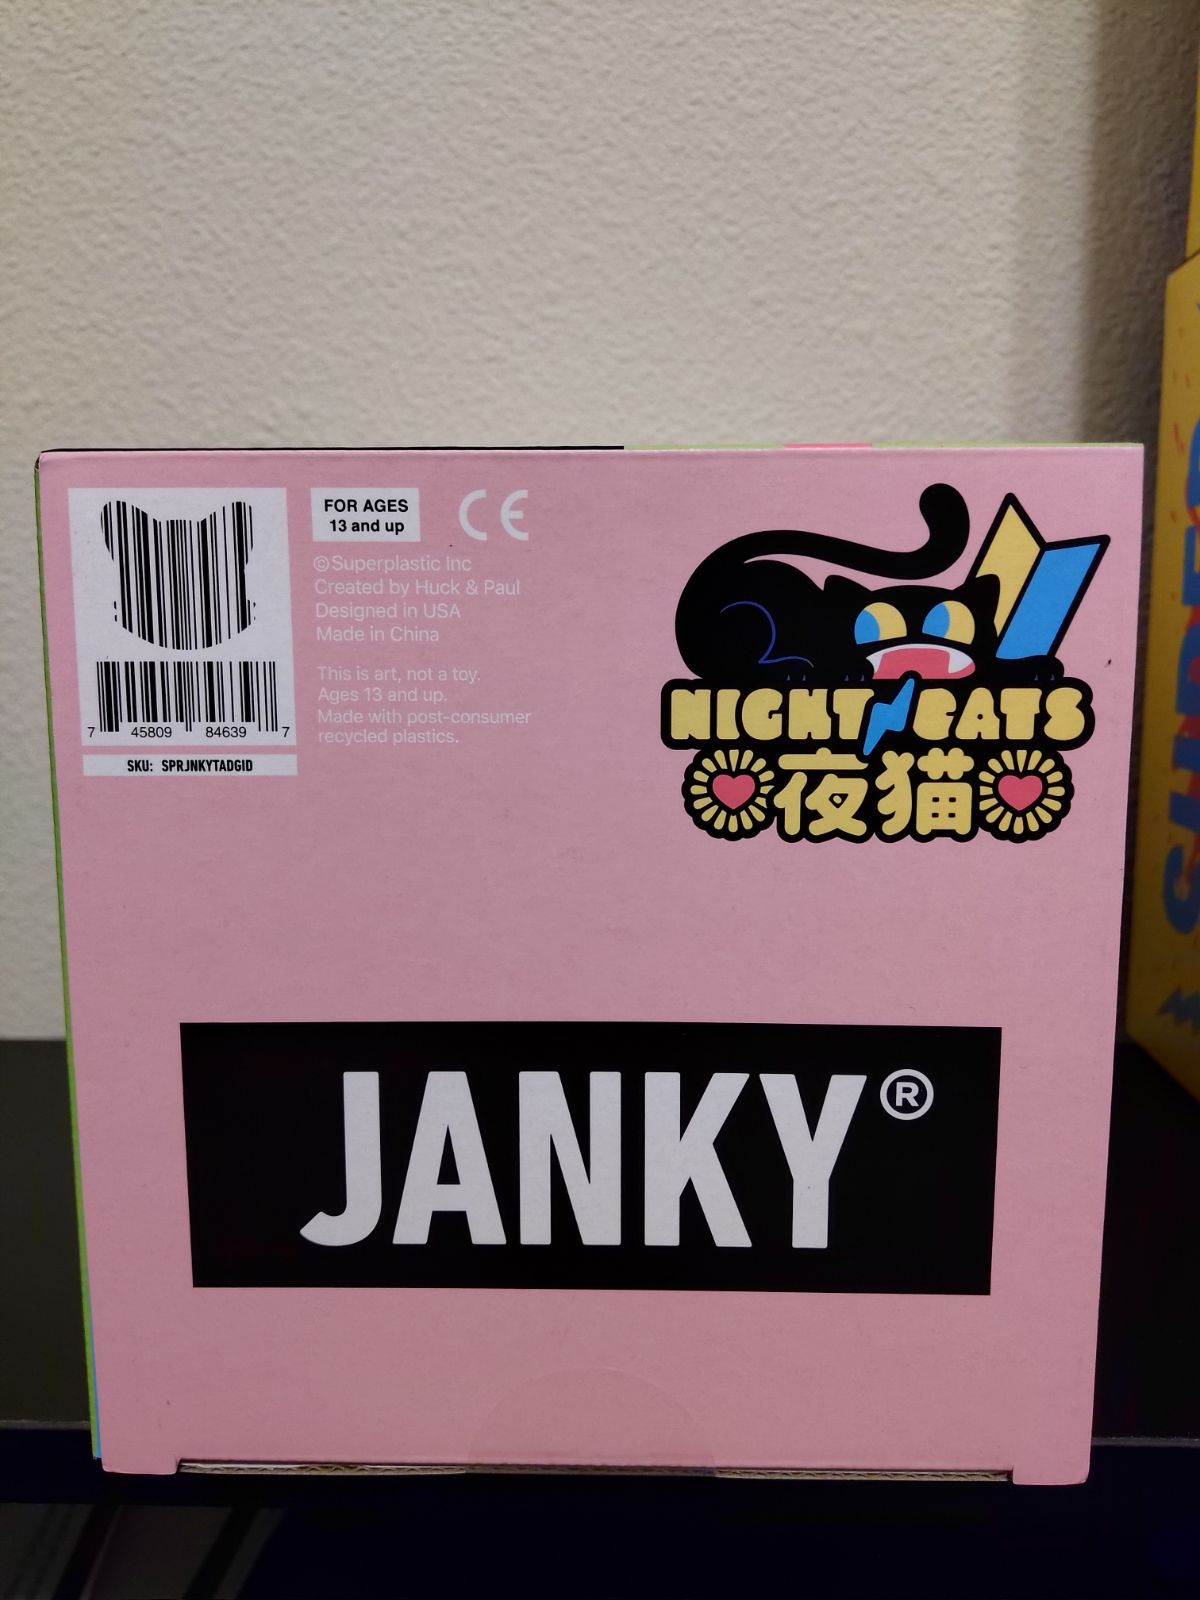 FOR AGES
13 and up
CE
©Superplastic Inc
Created by Huck & Paul
Designed in USA
Made in China
This is art, not a toy.
Ages 13 and up.
Made with post-consumer
recycled plastics.
7 45809 84639 7
SKU: SPRJNKYTADGID
NIGHT CATS
夜猫
JANKY®